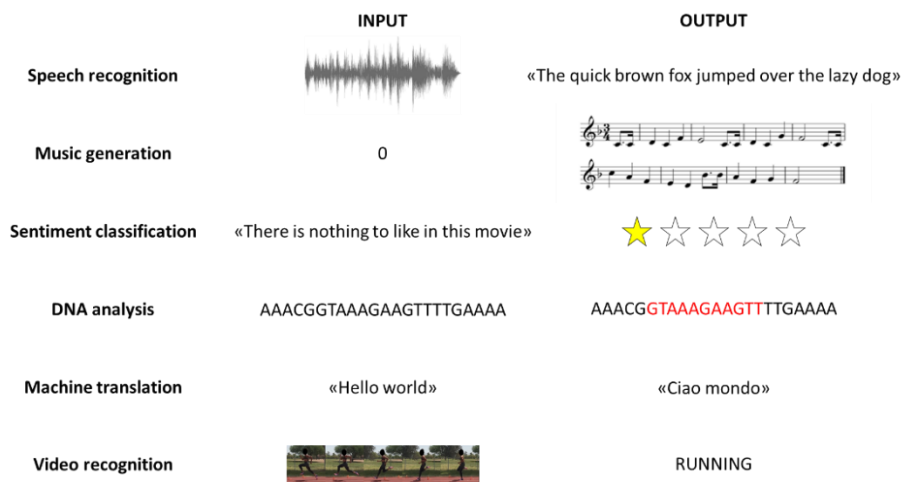 INPUT OUTPUT
Speech recognition «The quick brown fox jumped over the lazy dog»
Music generation 0
Sentiment classification «There is nothing to like in this movie»
DNA analysis AAACGGTAAAGAAGTTTTGAAAA AAACGGTAAAGAAGTTTTGAAAA
Machine translation «Hello world» «Ciao mondo»
Video recognition RUNNING